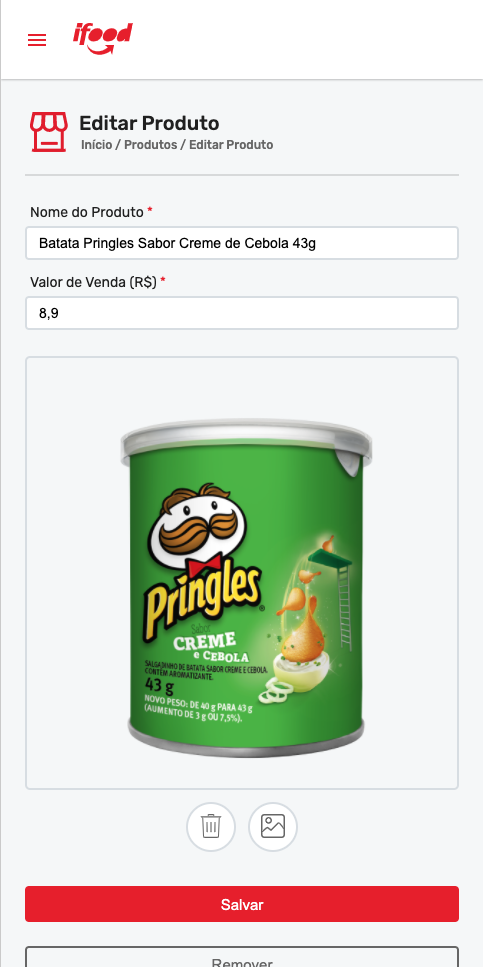 ifood
Editar Produto
Início / Produtos / Editar Produto
Nome do Produto *
Batata Pringles Sabor Creme de Cebola 43g
Valor de Venda (R$) *
8,9
Pringles
Sabor
CREME
e CEBOLA
SALGADINHO DE BATATA SABOR CREME E CEBOLA.
CONTÉM AROMATIZANTE.
43 g
NOVO PESO: DE 40 g PARA 43 g
(AUMENTO DE 3 g OU 7,5%).
Salvar
Remover